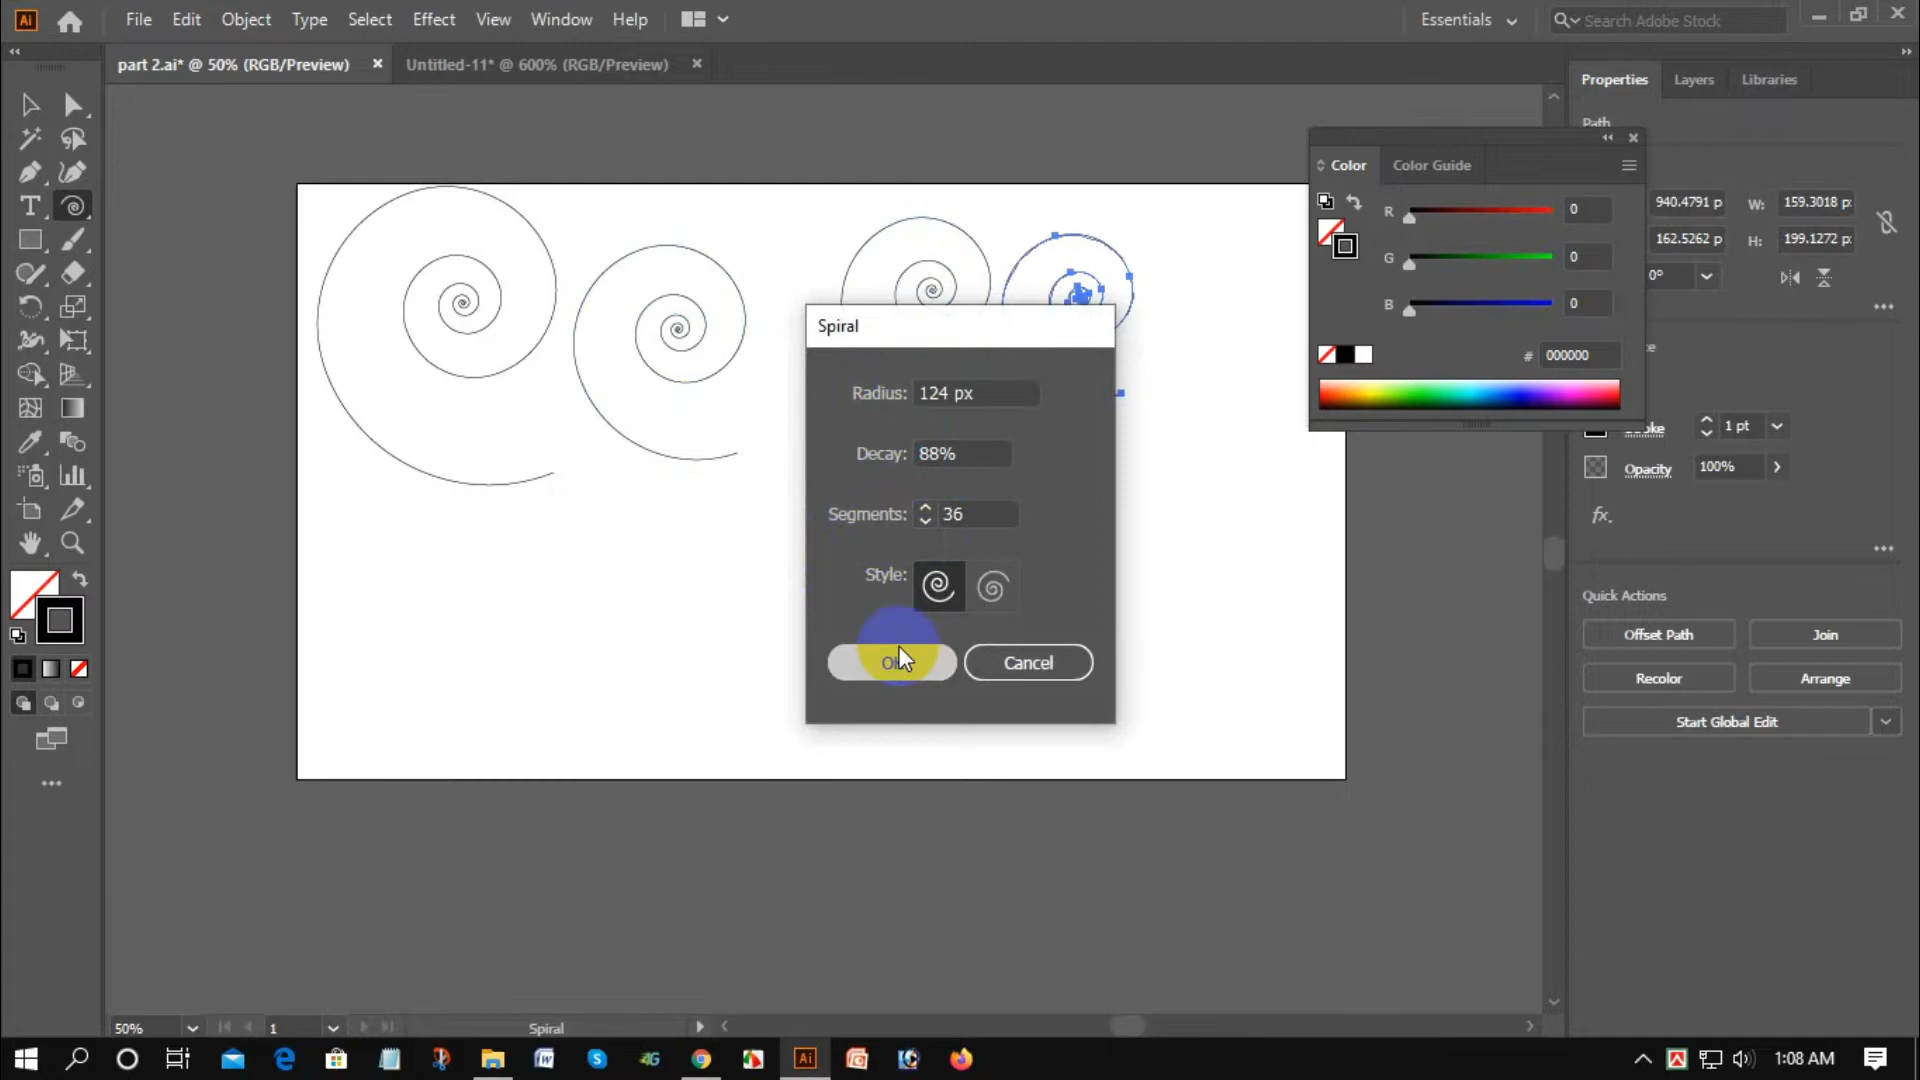 Ai File Edit Object Type Select Effect View Window Help Essentials Search Adobe Stock
part 2.ai* @ 50% (RGB/Preview) × Untitled-11* @ 600% (RGB/Preview) ×
Properties Layers Libraries
Path
Color Color Guide
940.4791 p W: 159.3018 p
R 0
162.5262 p H: 199.1272 p
G 0
0°
B 0
# 000000
Spiral
Radius: 124 px
1 pt
Decay: 88%
Opacity 100%
Segments: 36
fx.
Style:
Quick Actions
Offset Path Join
Cancel
Recolor Arrange
Start Global Edit
50% 1 Spiral
1:08 AM